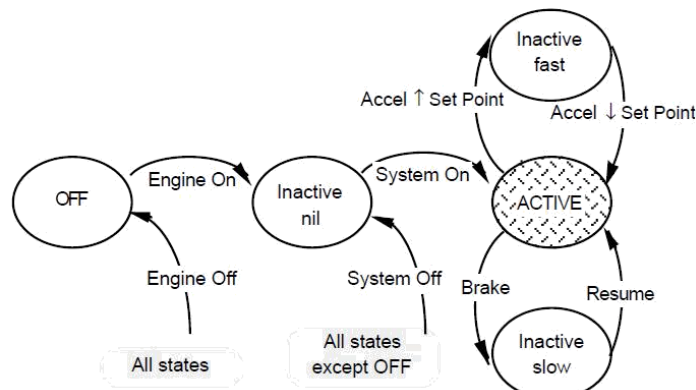 Inactive
fast
Accel ↑ Set Point
Accel ↓ Set Point
OFF
Engine On
Inactive
nil
System On
ACTIVE
Engine Off
System Off
Brake
Resume
All states
All states
except OFF
Inactive
slow